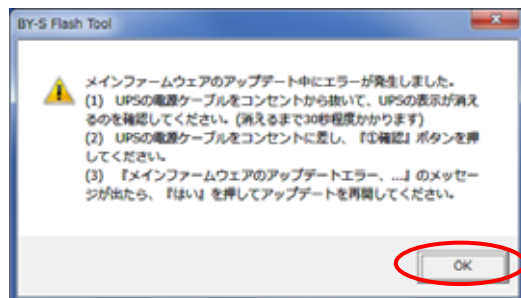 BY-S Flash Tool
メインファームウェアのアップデート中にエラーが発生しました。
(1) UPSの電源ケーブルをコンセントから抜いて、UPSの表示が消え
るのを確認してください。(消えるまで30秒程度かかります)
(2) UPSの電源ケーブルをコンセントに差し、『①確認』ボタンを押
してください。
(3) 『メインファームウェアのアップデートエラー、...』のメッセー
ジが出たら、『はい』を押してアップデートを再開してください。
OK